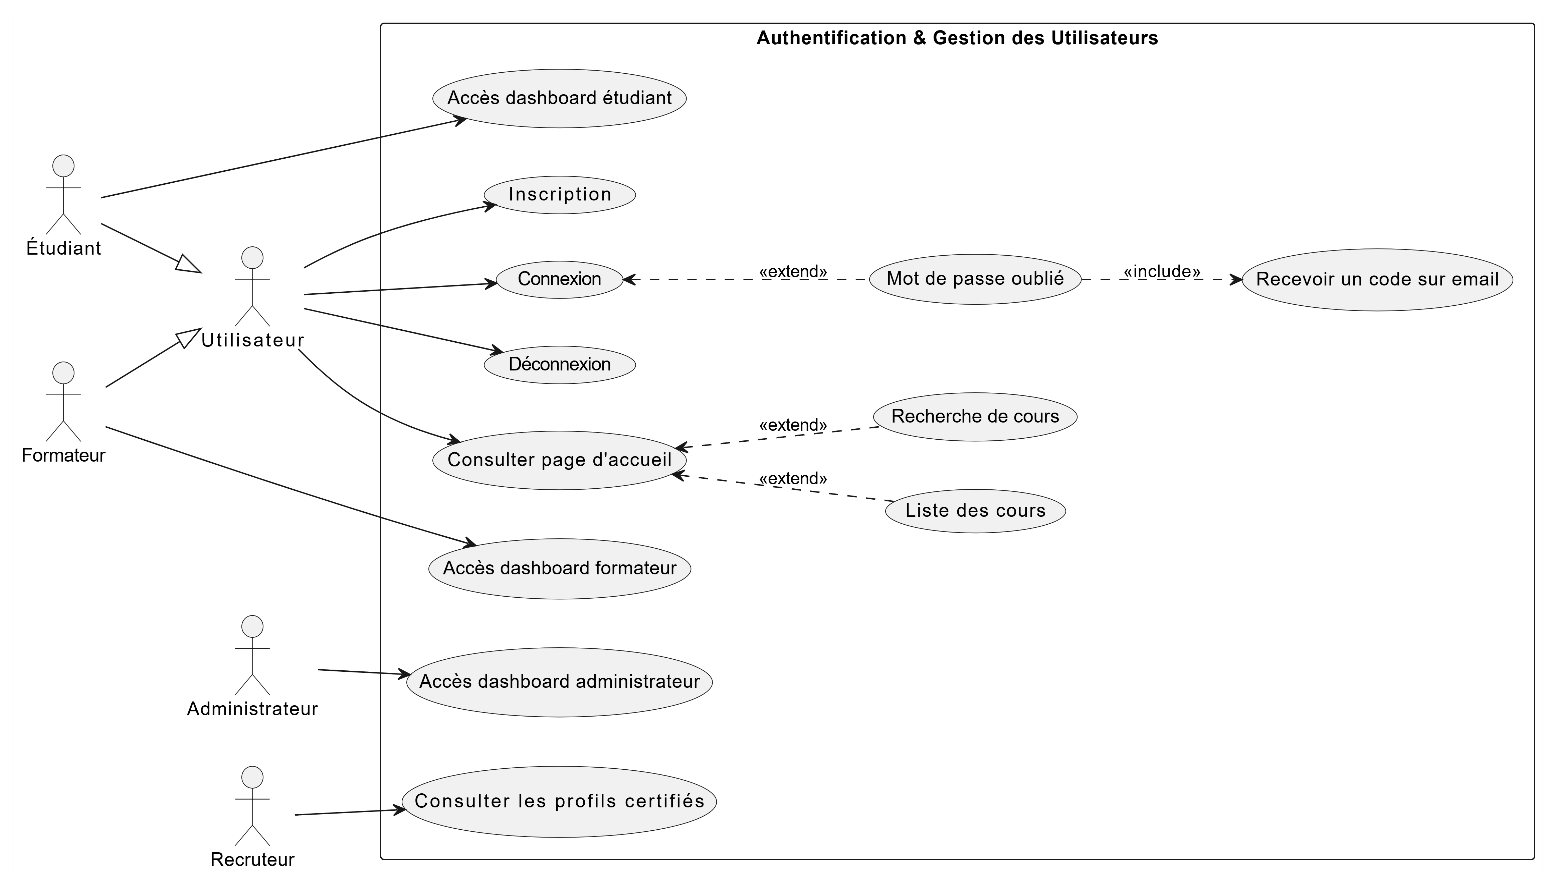 Authentification & Gestion des Utilisateurs
Accès dashboard étudiant
Inscription
Étudiant
Connexion
«extend»
Mot de passe oublié
«include»
Recevoir un code sur email
Utilisateur
Déconnexion
Recherche de cours
«extend»
Formateur
Consulter page d'accueil
«extend»
Liste des cours
Accès dashboard formateur
Accès dashboard administrateur
Administrateur
Consulter les profils certifiés
Recruteur